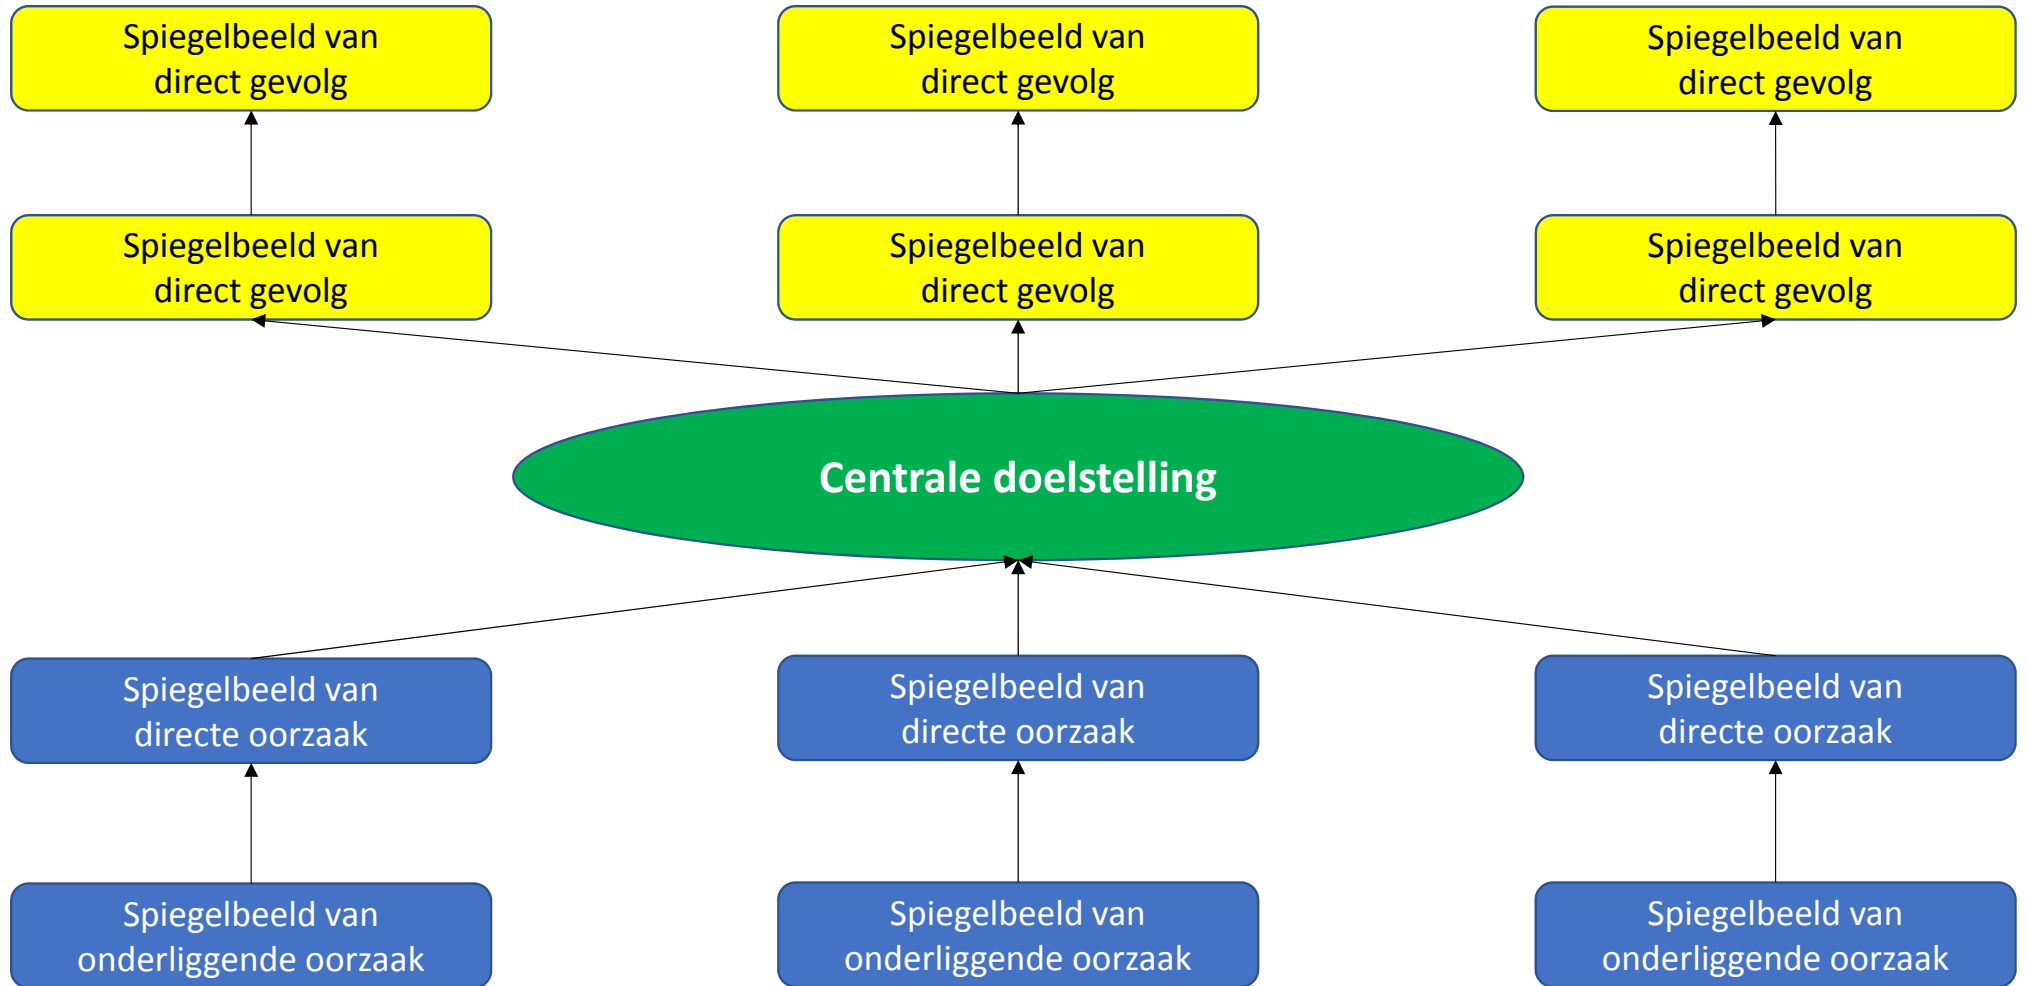 Spiegelbeeld van
direct gevolg
Spiegelbeeld van
direct gevolg
Spiegelbeeld van
direct gevolg
Spiegelbeeld van
direct gevolg
Spiegelbeeld van
direct gevolg
Spiegelbeeld van
direct gevolg
Centrale doelstelling
Spiegelbeeld van
directe oorzaak
Spiegelbeeld van
directe oorzaak
Spiegelbeeld van
directe oorzaak
Spiegelbeeld van
onderliggende oorzaak
Spiegelbeeld van
onderliggende oorzaak
Spiegelbeeld van
onderliggende oorzaak